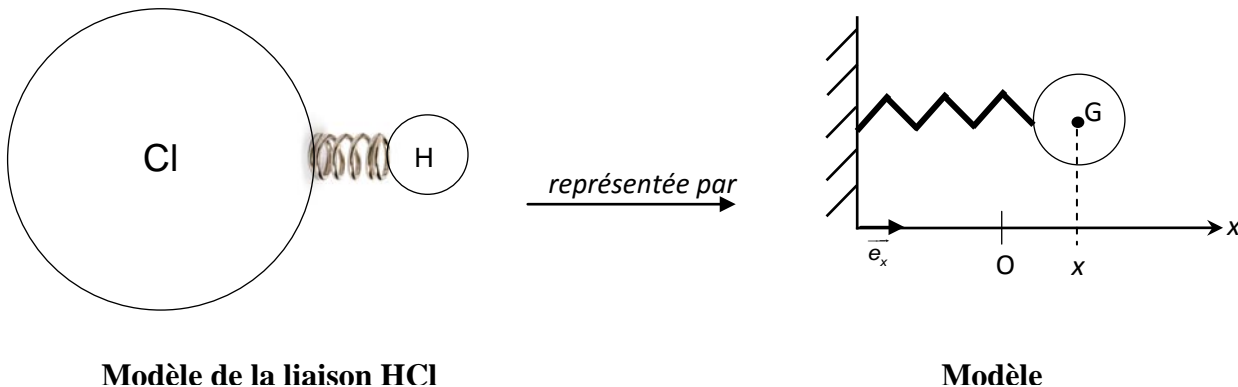 Cl
H
représentée par
G
x
e_x
O
x
Modèle de la liaison HCl
Modèle